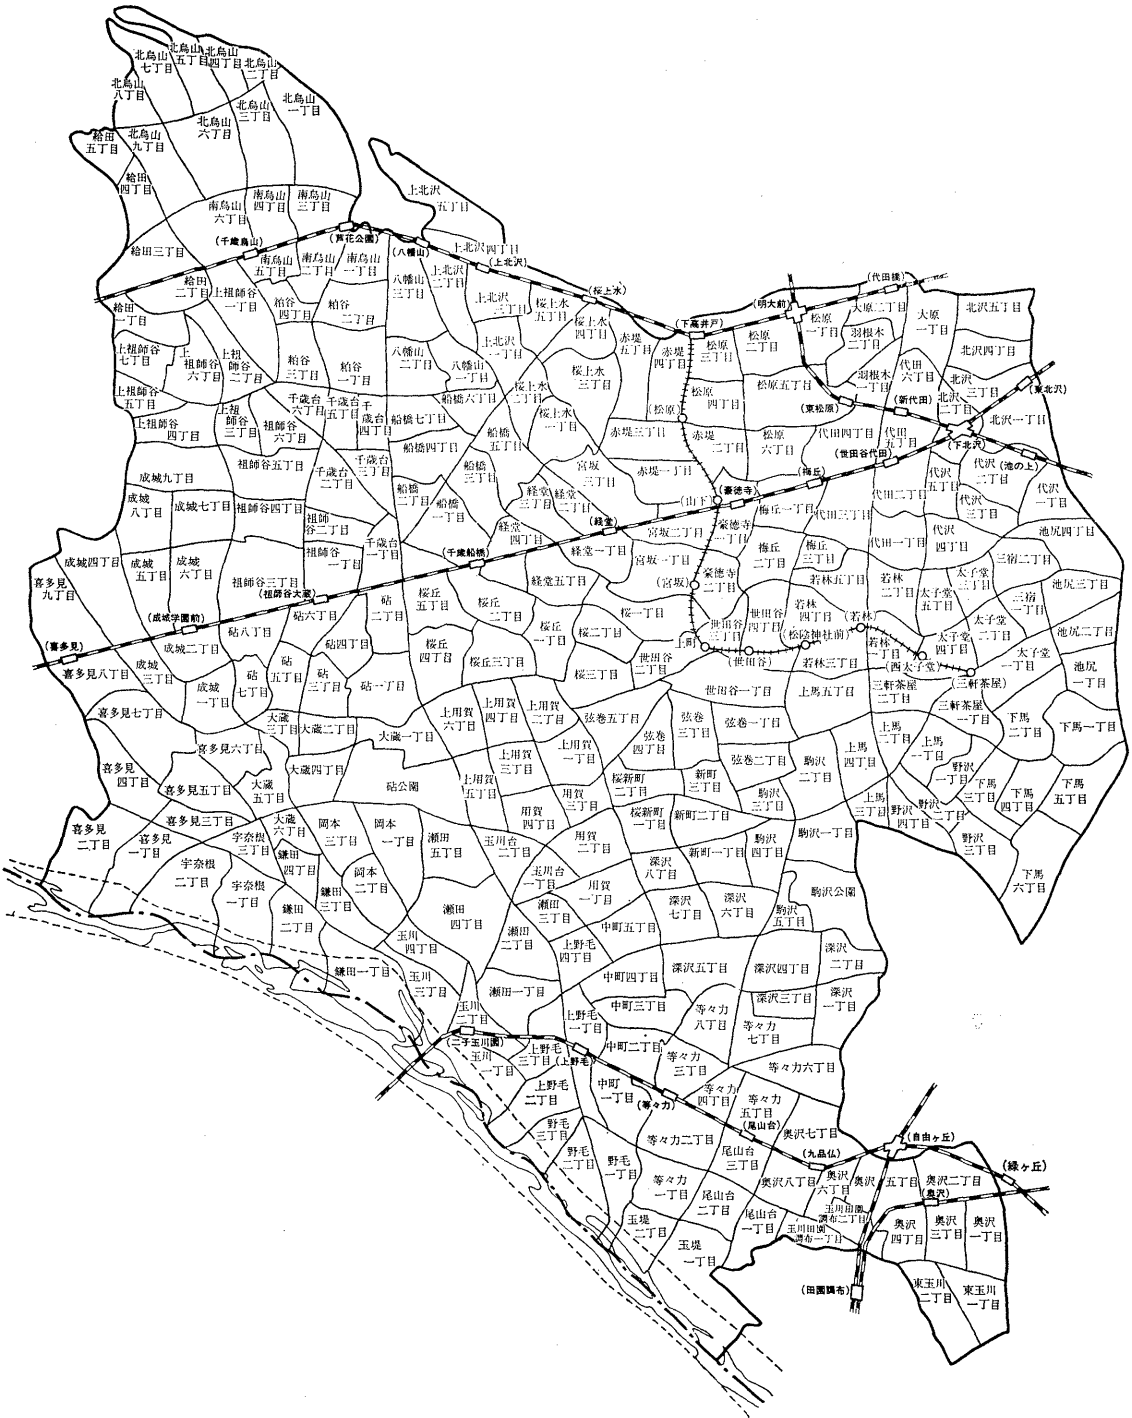 北烏山
七丁目
北烏山
五丁目
北烏山
四丁目
北烏山
二丁目
北烏山
八丁目
北烏山
一丁目
北烏山
三丁目
北烏山
六丁目
給田
五丁目
北烏山
九丁目
給田
四丁目
上北沢
五丁目
南烏山
六丁目
南烏山
四丁目
南烏山
三丁目
(千歳烏山)
(芦花公園)
給田三丁目
(八幡山)
上北沢四丁目
(上北沢)
南烏山
五丁目
南烏山
二丁目
南烏山
一丁目
八幡山
三丁目
上北沢
二丁目
給田
二丁目
上祖師谷
一丁目
給田
一丁目
粕谷
四丁目
粕谷
二丁目
上北沢
三丁目
桜上水
五丁目
(桜上水)
桜上水
四丁目
(下高井戸)
(明大前)
(代田橋)
大原二丁目
大原
一丁目
北沢五丁目
松原
一丁目
羽根木
二丁目
松原
二丁目
松原
三丁目
赤堤
五丁目
赤堤
四丁目
上北沢
一丁目
北沢四丁目
上祖師谷
七丁目
上
祖師谷
六丁目
上祖
師谷
二丁目
粕谷
三丁目
粕谷
一丁目
八幡山
二丁目
八幡山
一丁目
桜上水
三丁目
桜上水
二丁目
代田
六丁目
羽根木
一丁目
北沢
三丁目
(東北沢)
松原五丁目
松原
四丁目
(新代田)
(東松原)
北沢
二丁目
北沢一丁目
上祖師谷
五丁目
上祖師谷
四丁目
上祖
師谷
三丁目
祖師谷
六丁目
千歳台
六丁目
千歳台
五丁目
千
歳台
四丁目
船橋六丁目
船橋七丁目
桜上水
一丁目
(松原)
赤堤三丁目
赤堤
二丁目
松原
六丁目
代田四丁目
代田
五丁目
(下北沢)
(世田谷代田)
船橋四丁目
船橋
五丁目
祖師谷五丁目
千歳台
三丁目
千歳台
二丁目
船橋
三丁目
宮坂
三丁目
赤堤一丁目
(梅丘)
代沢
二丁目
(池の上)
代沢
五丁目
成城九丁目
成城
八丁目
成城七丁目
祖師谷四丁目
船橋
二丁目
船橋
一丁目
経堂
三丁目
経堂
二丁目
(山下)
(豪徳寺)
梅丘一丁目
代田三丁目
代田二丁目
代沢
三丁目
代沢
一丁目
祖師
谷二丁目
経堂
四丁目
(経堂)
豪徳寺
一丁目
宮坂二丁目
代田一丁目
代沢
四丁目
池尻四丁目
成城四丁目
成城
五丁目
成城
六丁目
祖師谷
一丁目
千歳台
一丁目
(千歳船橋)
経堂一丁目
宮坂一丁目
梅丘
二丁目
梅丘
三丁目
三宿二丁目
喜多見
九丁目
祖師谷三丁目
(祖師谷大蔵)
経堂五丁目
(宮坂)
豪徳寺
二丁目
若林五丁目
若林
二丁目
太子堂
三丁目
太子堂
五丁目
三宿
一丁目
池尻三丁目
砧
二丁目
桜丘
五丁目
桜丘
二丁目
桜一丁目
若林
四丁目
(若林)
世田谷
四丁目
世田谷
三丁目
(松陰神社前)
太子堂
二丁目
太子堂
四丁目
池尻二丁目
(成城学園前)
砧六丁目
砧八丁目
砧四丁目
桜丘
四丁目
桜丘
一丁目
桜二丁目
上町
(世田谷)
若林
一丁目
(西太子堂)
太子堂
一丁目
(喜多見)
成城二丁目
成城
三丁目
喜多見八丁目
砧
七丁目
砧
五丁目
砧
三丁目
砧一丁目
桜丘三丁目
桜三丁目
世田谷
二丁目
世田谷一丁目
若林三丁目
上馬五丁目
三軒茶屋
二丁目
(三軒茶屋)
池尻
一丁目
成城
一丁目
喜多見七丁目
大蔵
三丁目
大蔵二丁目
大蔵一丁目
上用賀
六丁目
上用賀
四丁目
上用賀
二丁目
弦巻五丁目
弦巻
三丁目
弦巻一丁目
弦巻
四丁目
三軒茶屋
一丁目
下馬
二丁目
下馬一丁目
上馬
二丁目
上馬
一丁目
上馬
四丁目
喜多見六丁目
喜多見
四丁目
大蔵四丁目
上用賀
三丁目
上用賀
一丁目
弦巻二丁目
駒沢
二丁目
野沢
一丁目
下馬
三丁目
下馬
四丁目
下馬
五丁目
喜多見五丁目
大蔵
五丁目
砧公園
上用賀
五丁目
用賀
三丁目
桜新町
二丁目
新町
三丁目
駒沢
三丁目
上馬
三丁目
野沢
四丁目
野沢
二丁目
喜多見
二丁目
喜多見三丁目
喜多見
一丁目
大蔵
六丁目
岡本
三丁目
岡本
一丁目
瀬田
五丁目
用賀
四丁目
桜新町
一丁目
新町二丁目
駒沢一丁目
野沢
三丁目
宇奈根
三丁目
玉川台
二丁目
用賀
二丁目
新町一丁目
駒沢
四丁目
宇奈根
二丁目
鎌田
四丁目
岡本
二丁目
玉川台
一丁目
深沢
八丁目
下馬
六丁目
宇奈根
一丁目
鎌田
三丁目
用賀
一丁目
駒沢公園
鎌田
二丁目
瀬田
四丁目
瀬田
三丁目
深沢
七丁目
深沢
六丁目
駒沢
五丁目
瀬田
二丁目
中町五丁目
玉川
四丁目
上野毛
四丁目
深沢
二丁目
鎌田一丁目
玉川
三丁目
瀬田一丁目
中町四丁目
深沢五丁目
深沢四丁目
中町三丁目
深沢三丁目
深沢
一丁目
玉川
二丁目
上野毛
一丁目
等々力
八丁目
等々力
七丁目
(二子玉川園)
玉川
一丁目
上野毛
三丁目
(上野毛)
中町二丁目
等々力
三丁目
等々力六丁目
上野毛
二丁目
中町
一丁目
等々力
四丁目
等々力
五丁目
(等々力)
(尾山台)
野毛
三丁目
等々力二丁目
奥沢七丁目
(自由ヶ丘)
野毛
二丁目
野毛
一丁目
尾山台
三丁目
(九品仏)
(緑ヶ丘)
等々力
一丁目
奥沢八丁目
奥沢
六丁目
奥沢
五丁目
奥沢二丁目
(奥沢)
尾山台
二丁目
玉川田園
調布二丁目
玉堤
二丁目
尾山台
一丁目
玉川田園
調布一丁目
奥沢
四丁目
奥沢
三丁目
奥沢
一丁目
玉堤
一丁目
(田園調布)
東玉川
二丁目
東玉川
一丁目